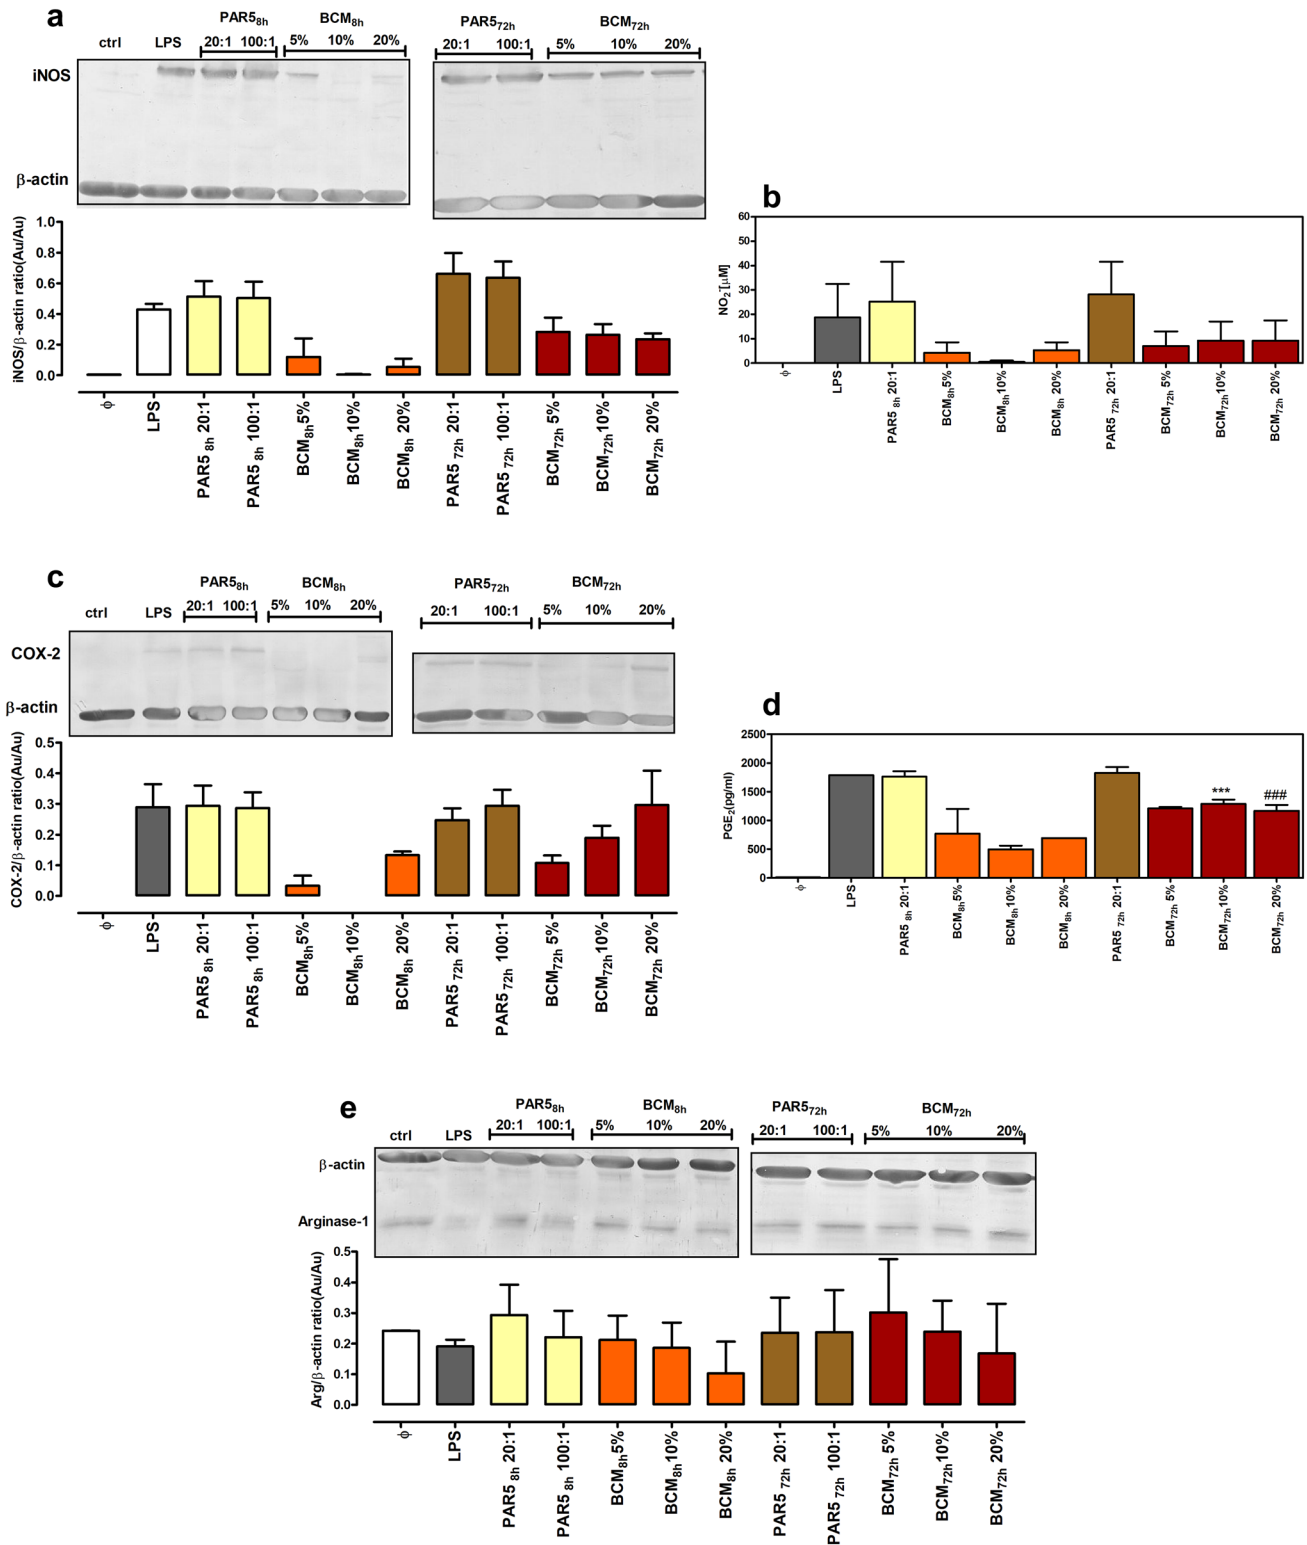 a
PAR58h BCM8h PAR572h BCM72h
ctrl LPS 20:1 100:1 5% 10% 20% 20:1 100:1 5% 10% 20%
iNOS
β-actin
iNOS/β-actin ratio(Au/Au)
1.0
0.8
0.6
0.4
0.2
0.0
ϕ
LPS
PAR5 8h 20:1
PAR5 8h 100:1
BCM8h5%
BCM8h10%
BCM8h 20%
PAR5 72h 20:1
PAR5 72h 100:1
BCM72h 5%
BCM72h 10%
BCM72h 20%
b
NO2-[µM]
60
50
40
30
20
10
0
ϕ
LPS
PAR5 8h 20:1
BCM8h5%
BCM8h10%
BCM8h 20%
PAR5 72h 20:1
BCM72h 5%
BCM72h10%
BCM72h 20%
c
PAR58h BCM8h PAR572h BCM72h
ctrl LPS 20:1 100:1 5% 10% 20% 20:1 100:1 5% 10% 20%
COX-2
β-actin
COX-2/β-actin ratio(Au/Au)
0.5
0.4
0.3
0.2
0.1
0.0
ϕ
LPS
PAR5 8h 20:1
PAR5 8h 100:1
BCM8h5%
BCM8h10%
BCM8h 20%
PAR5 72h 20:1
PAR5 72h 100:1
BCM72h 5%
BCM72h 10%
BCM72h 20%
d
PGE2(pg/ml)
2500
2000
1500
1000
500
0
***
###
ϕ
LPS
PAR5 8h 20:1
BCM8h5%
BCM8h10%
BCM8h 20%
PAR5 72h 20:1
BCM72h 5%
BCM72h10%
BCM72h 20%
e
PAR58h BCM8h PAR572h BCM72h
ctrl LPS 20:1 100:1 5% 10% 20% 20:1 100:1 5% 10% 20%
β-actin
Arginase-1
Arg/β-actin ratio(Au/Au)
0.5
0.4
0.3
0.2
0.1
0.0
ϕ
LPS
PAR5 8h 20:1
PAR5 8h 100:1
BCM8h5%
BCM8h10%
BCM8h 20%
PAR5 72h 20:1
PAR5 72h 100:1
BCM72h 5%
BCM72h10%
BCM72h 20%